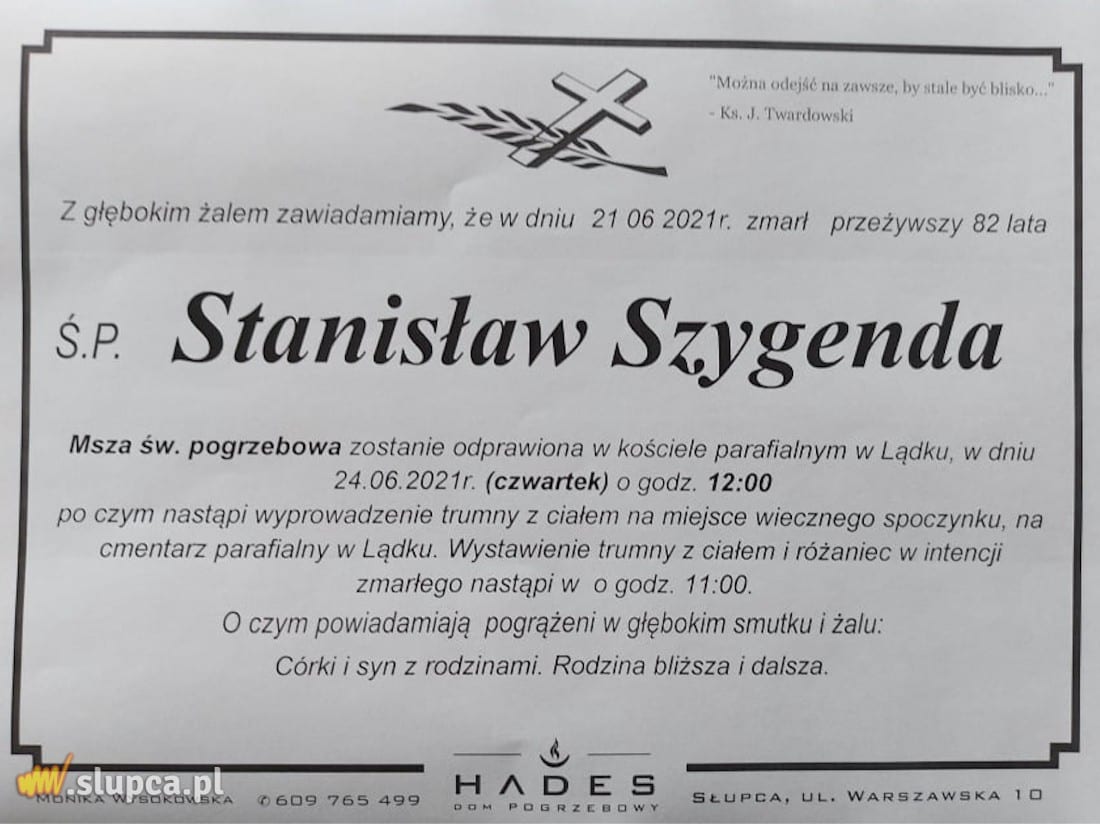 "Można odejść na zawsze, by stale być blisko..."
- Ks. J. Twardowski
Z głębokim żalem zawiadamiamy, że w dniu 21 06 2021r. zmarł przeżywszy 82 lata
Ś.P. Stanisław Szygenda
Msza św. pogrzebowa zostanie odprawiona w kościele parafialnym w Lądku, w dniu
24.06.2021r. (czwartek) o godz. 12:00
po czym nastąpi wyprowadzenie trumny z ciałem na miejsce wiecznego spoczynku, na
cmentarz parafialny w Lądku. Wystawienie trumny z ciałem i różaniec w intencji
zmarłego nastąpi w o godz. 11:00.
O czym powiadamiają pogrążeni w głębokim smutku i żalu:
Córki i syn z rodzinami. Rodzina bliższa i dalsza.
www.slupca.pl
MONIKA WYSOKOWSKA ✆ 609 765 499
HADES
DOM POGRZEBOWY
SŁUPCA, UL. WARSZAWSKA 10